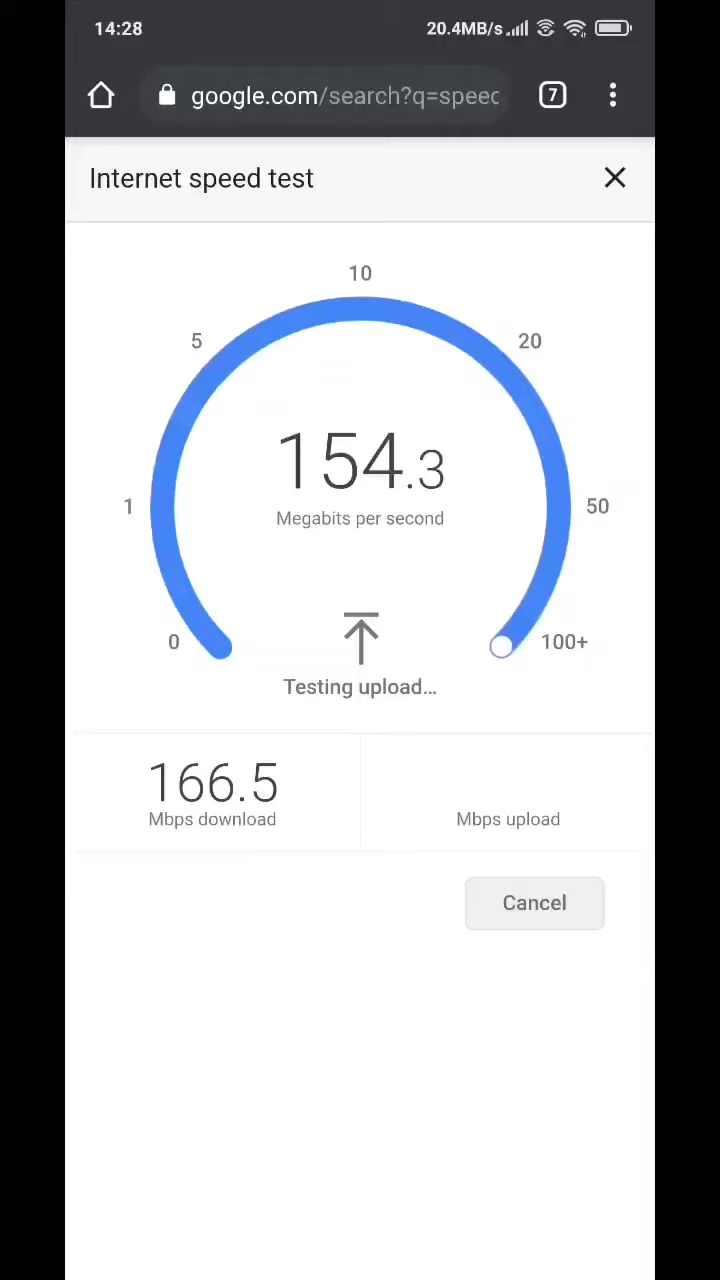 14:28 20.4MB/s
google.com/search?q=speec 7
Internet speed test
10
5 20
154.3
1 50
Megabits per second
0 100+
Testing upload...
166.5
Mbps download Mbps upload
Cancel